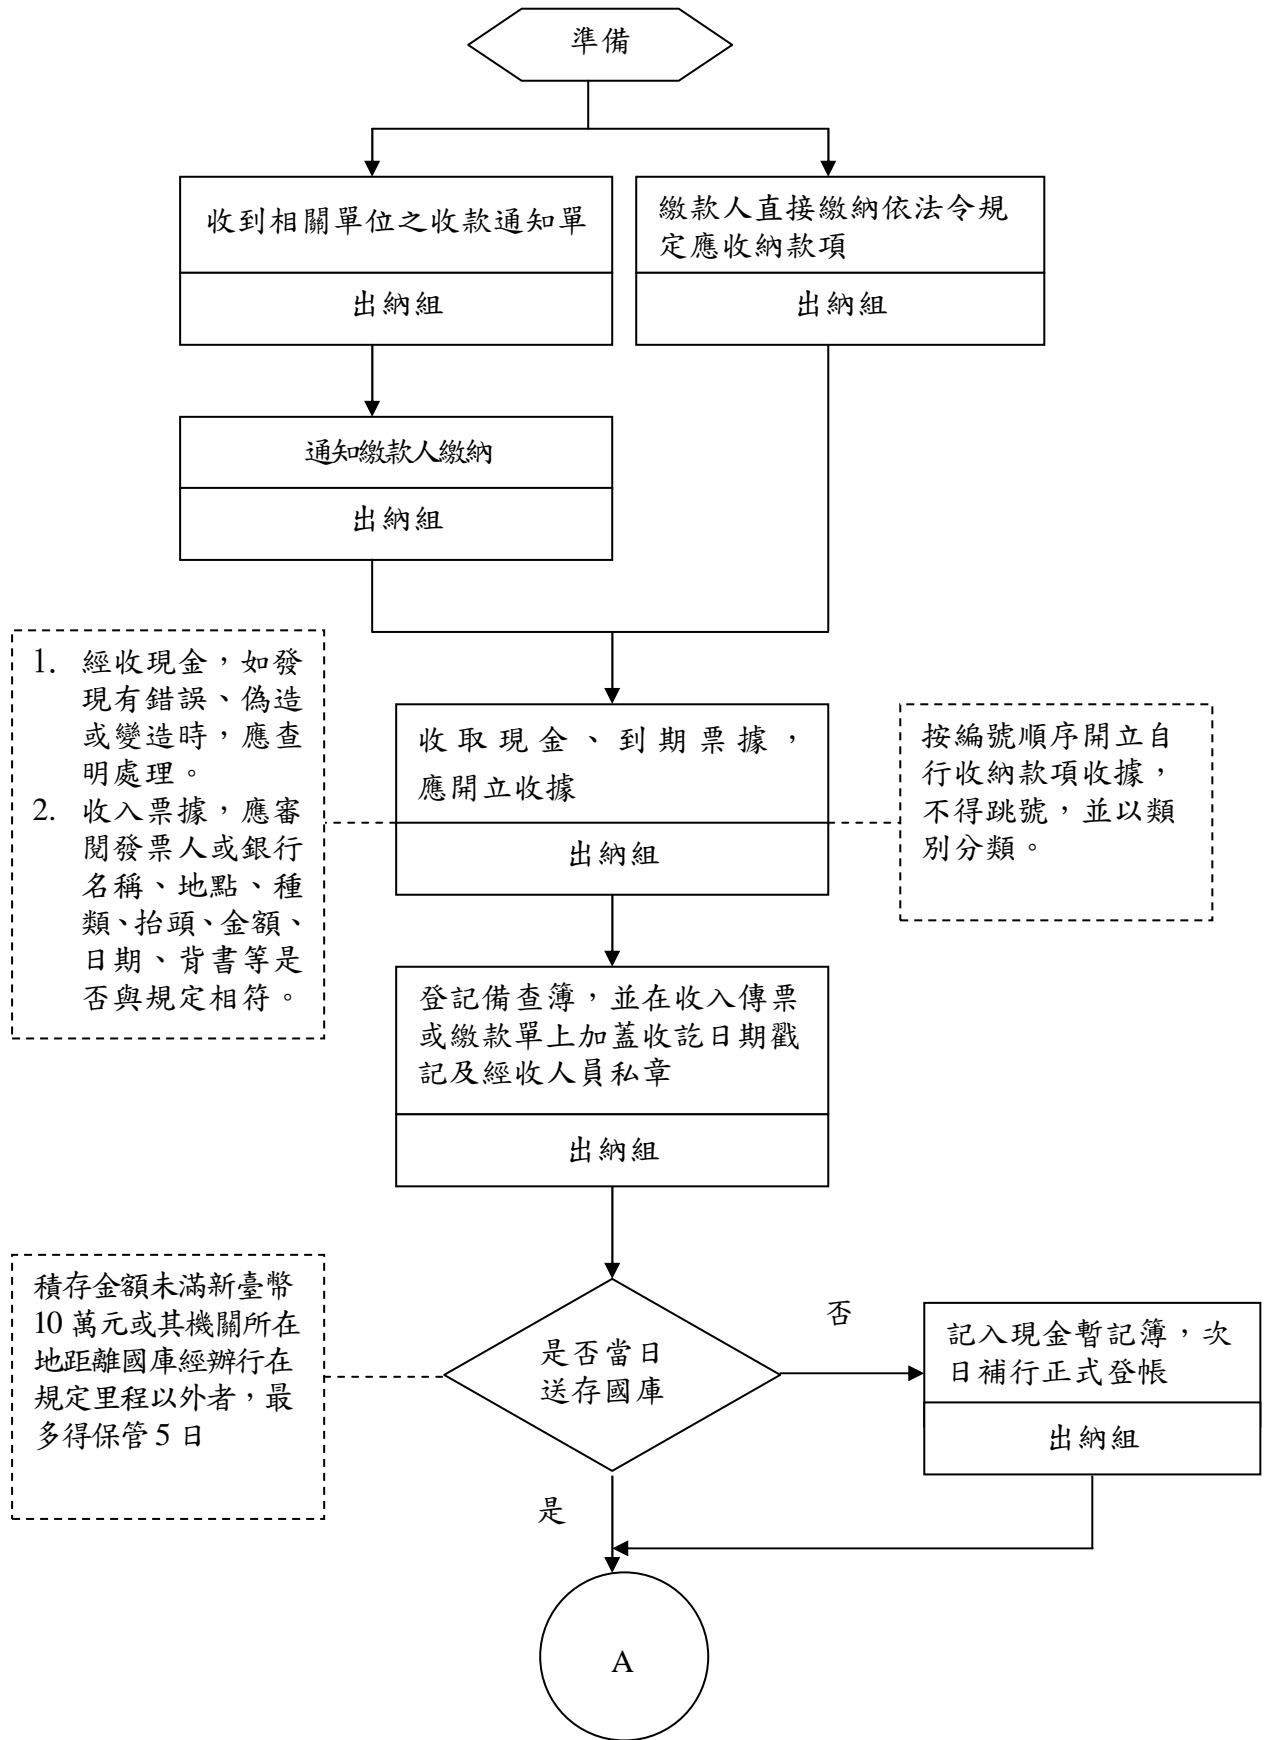 準備
收到相關單位之收款通知單
出納組
繳款人直接繳納依法令規
定應收納款項
出納組
通知繳款人繳納
出納組
1. 經收現金，如發
現有錯誤、偽造
或變造時，應查
明處理。
2. 收入票據，應審
閱發票人或銀行
名稱、地點、種
類、抬頭、金額、
日期、背書等是
否與規定相符。
收取現金、到期票據，
應開立收據
出納組
按編號順序開立自
行收納款項收據，
不得跳號，並以類
別分類。
登記備查簿，並在收入傳票
或繳款單上加蓋收訖日期戳
記及經收人員私章
出納組
積存金額未滿新臺幣
10 萬元或其機關所在
地距離國庫經辦行在
規定里程以外者，最
多得保管 5 日
是否當日
送存國庫
否
記入現金暫記簿，次
日補行正式登帳
出納組
是
A